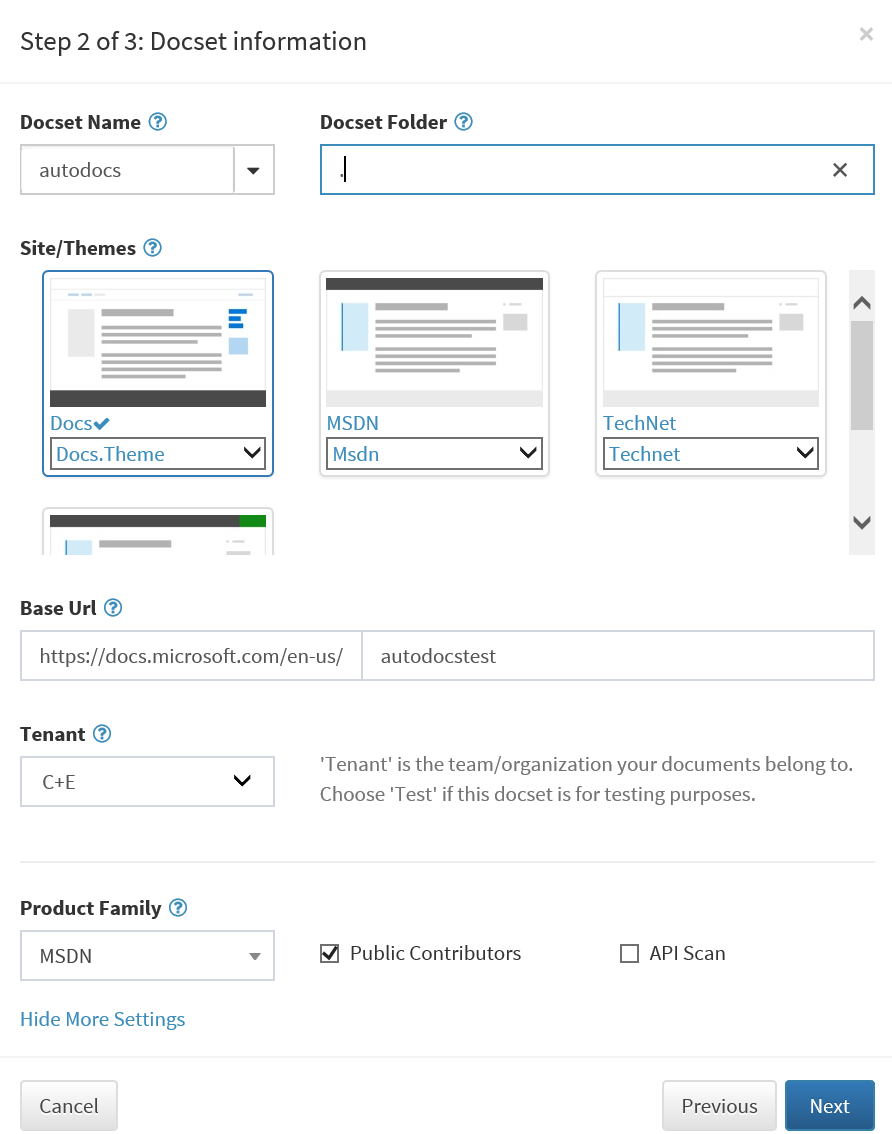 Step 2 of 3: Docset information
Docset Name
Docset Folder
autodocs
.
Site/Themes
Docs
MSDN
TechNet
Docs.Theme
Msdn
Technet
Base Url
https://docs.microsoft.com/en-us/
autodocstest
Tenant
C+E
'Tenant' is the team/organization your documents belong to.
Choose 'Test' if this docset is for testing purposes.
Product Family
MSDN
Public Contributors
API Scan
Hide More Settings
Cancel
Previous
Next